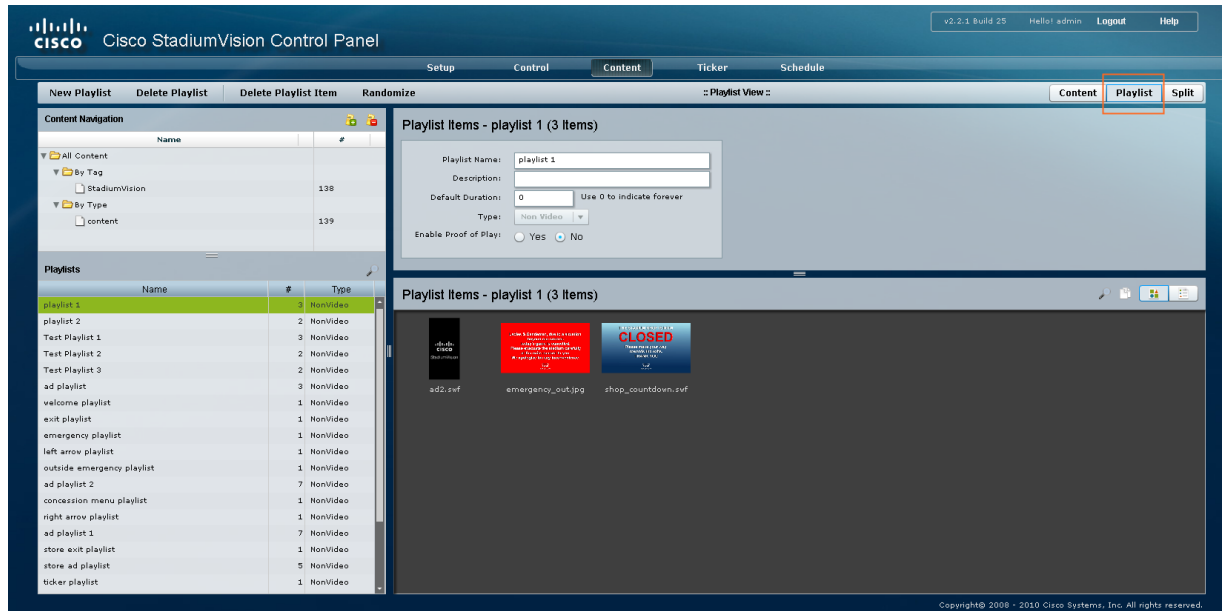 v2.2.1 Build 25 Hello! admin Logout Help
CISCO Cisco StadiumVision Control Panel
Setup Control Content Ticker Schedule
New Playlist Delete Playlist Delete Playlist Item Randomize :: Playlist View :: Content Playlist Split
Content Navigation
Name #
All Content
By Tag
StadiumVision 138
By Type
content 139
Playlist Items - playlist 1 (3 Items)
Playlist Name: playlist 1
Description:
Default Duration: 0 Use 0 to indicate forever
Type: Non Video
Enable Proof of Play: Yes No
Playlists
Name # Type
playlist 1 3 NonVideo
playlist 2 2 NonVideo
Test Playlist 1 3 NonVideo
Test Playlist 2 2 NonVideo
Test Playlist 3 2 NonVideo
ad playlist 3 NonVideo
welcome playlist 1 NonVideo
exit playlist 1 NonVideo
emergency playlist 1 NonVideo
left arrow playlist 1 NonVideo
outside emergency playlist 1 NonVideo
ad playlist 2 7 NonVideo
concession menu playlist 1 NonVideo
right arrow playlist 1 NonVideo
ad playlist 1 7 NonVideo
store exit playlist 1 NonVideo
store ad playlist 5 NonVideo
ticker playlist 1 NonVideo
Playlist Items - playlist 1 (3 Items)
CISCO
StadiumVision
CLOSED
ad2.swf emergency_out.jpg shop_countdown.swf
Copyright© 2008 - 2010 Cisco Systems, Inc. All rights reserved.